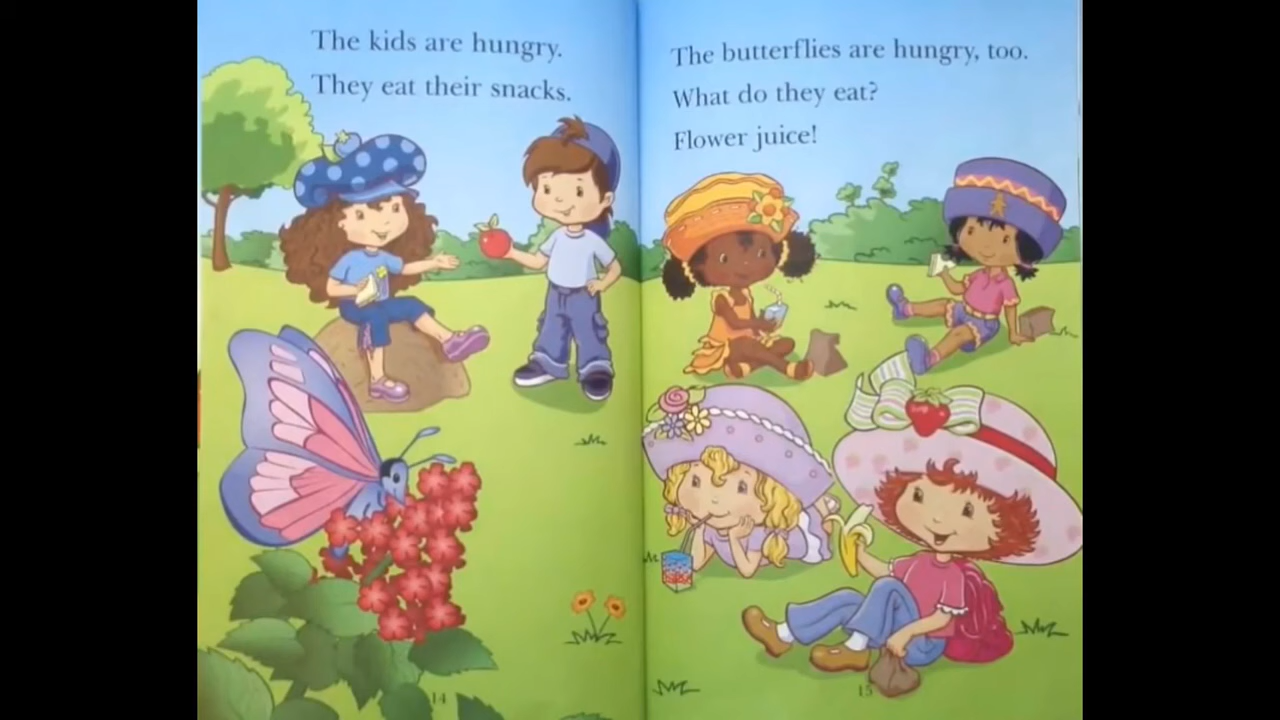 The kids are hungry.
They eat their snacks.
14
The butterflies are hungry, too.
What do they eat?
Flower juice!
15